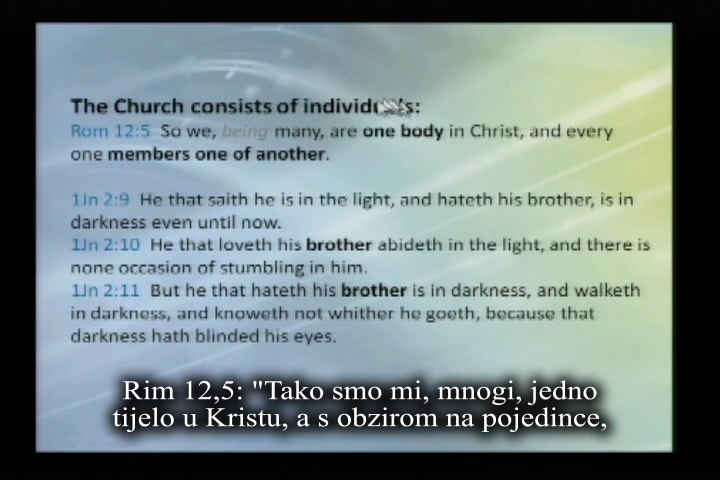 The Church consists of individuals:
Rom 12:5 So we, being many, are one body in Christ, and every
one members one of another.
1Jn 2:9 He that saith he is in the light, and hateth his brother, is in
darkness even until now.
1Jn 2:10 He that loveth his brother abideth in the light, and there is
none occasion of stumbling in him.
1Jn 2:11 But he that hateth his brother is in darkness, and walketh
in darkness, and knoweth not whither he goeth, because that
darkness hath blinded his eyes.
Rim 12,5: "Tako smo mi, mnogi, jedno
tijelo u Kristu, a s obzirom na pojedince,